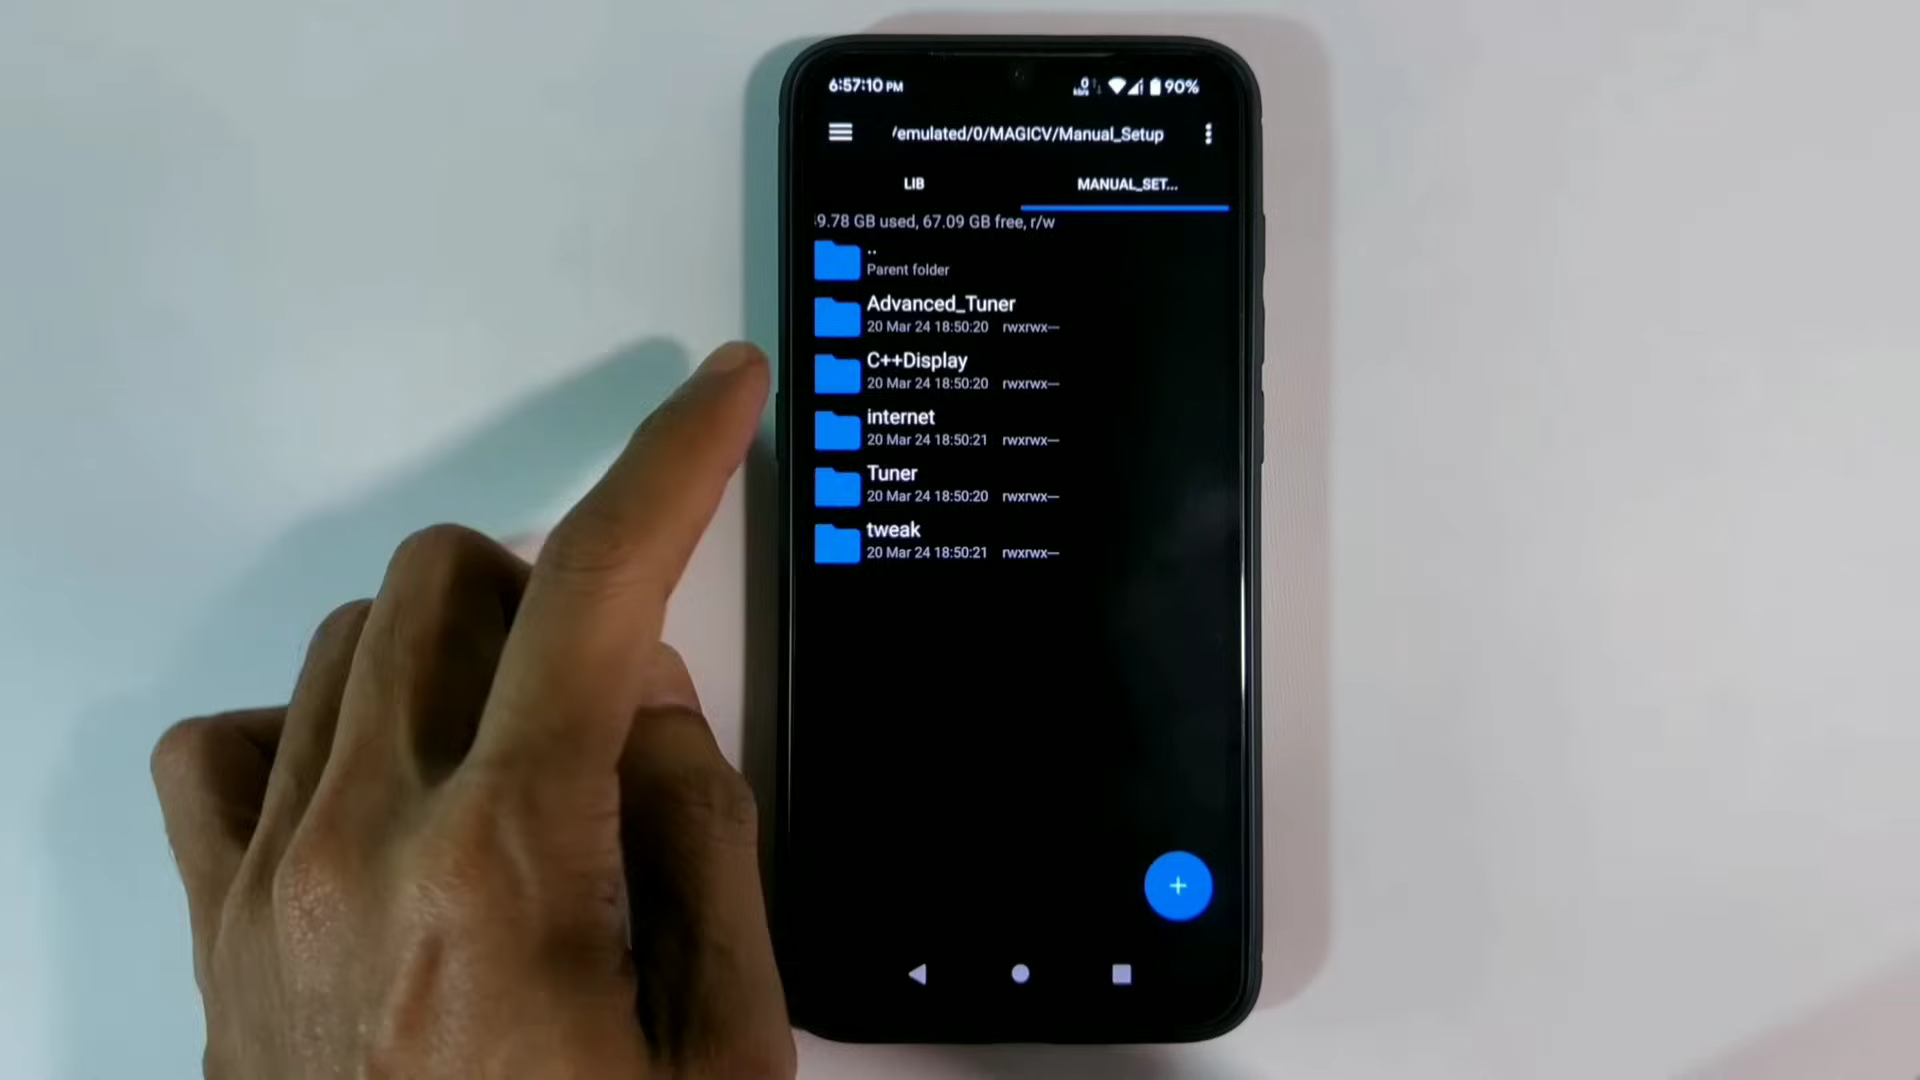 6:57:10 PM 90%
/emulated/0/MAGICV/Manual_Setup
LIB MANUAL_SET...
9.78 GB used, 67.09 GB free, r/w
..
Parent folder
Advanced_Tuner
20 Mar 24 18:50:20 rwxrwx---
C++Display
20 Mar 24 18:50:20 rwxrwx---
internet
20 Mar 24 18:50:21 rwxrwx---
Tuner
20 Mar 24 18:50:20 rwxrwx---
tweak
20 Mar 24 18:50:21 rwxrwx---